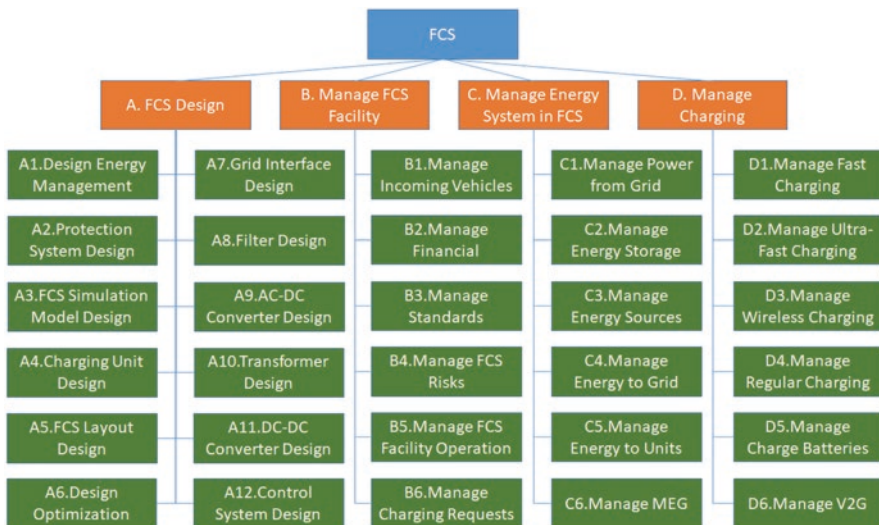 FCS
A. FCS Design
B. Manage FCS
Facility
C. Manage Energy
System in FCS
D. Manage
Charging
A1.Design Energy
Management
A2.Protection
System Design
A3.FCS Simulation
Model Design
A4.Charging Unit
Design
A5.FCS Layout
Design
A6.Design
Optimization
A7.Grid Interface
Design
A8.Filter Design
A9.AC-DC
Converter Design
A10.Transformer
Design
A11.DC-DC
Converter Design
A12.Control
System Design
B1.Manage
Incoming Vehicles
B2.Manage
Financial
B3.Manage
Standards
B4.Manage FCS
Risks
B5.Manage FCS
Facility Operation
B6.Manage
Charging Requests
C1.Manage Power
from Grid
C2.Manage
Energy Storage
C3.Manage
Energy Sources
C4.Manage
Energy to Grid
C5.Manage
Energy to Units
C6.Manage MEG
D1.Manage Fast
Charging
D2.Manage Ultra-
Fast Charging
D3.Manage
Wireless Charging
D4.Manage
Regular Charging
D5.Manage
Charge Batteries
D6.Manage V2G